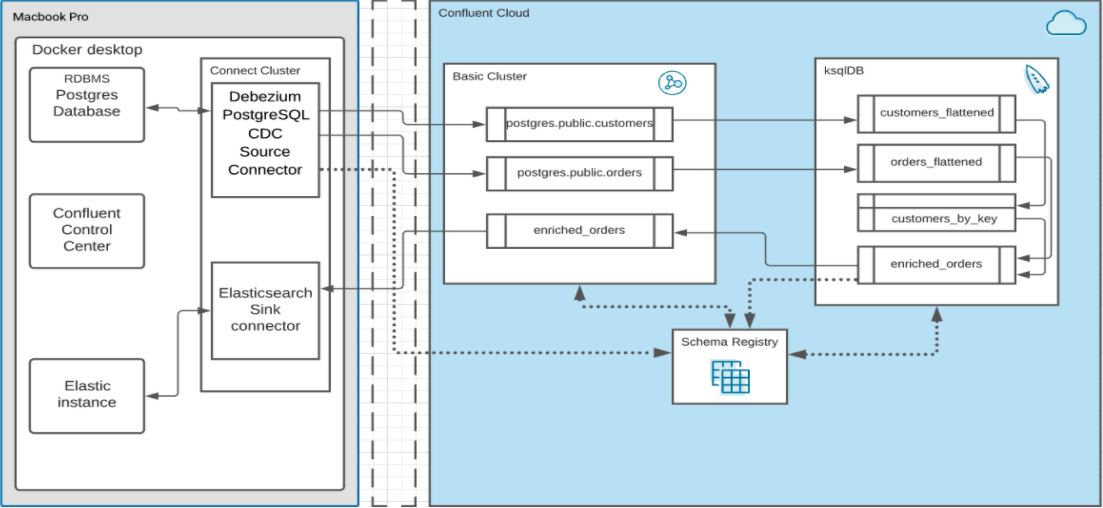 Macbook Pro
Docker desktop
RDBMS
Postgres
Database
Confluent
Control
Center
Elastic
instance
Connect Cluster
Debezium
PostgreSQL
CDC
Source
Connector
Elasticsearch
Sink
connector
Confluent Cloud
Basic Cluster
postgres.public.customers
postgres.public.orders
enriched_orders
ksqlDB
customers_flattened
orders_flattened
customers_by_key
enriched_orders
Schema Registry